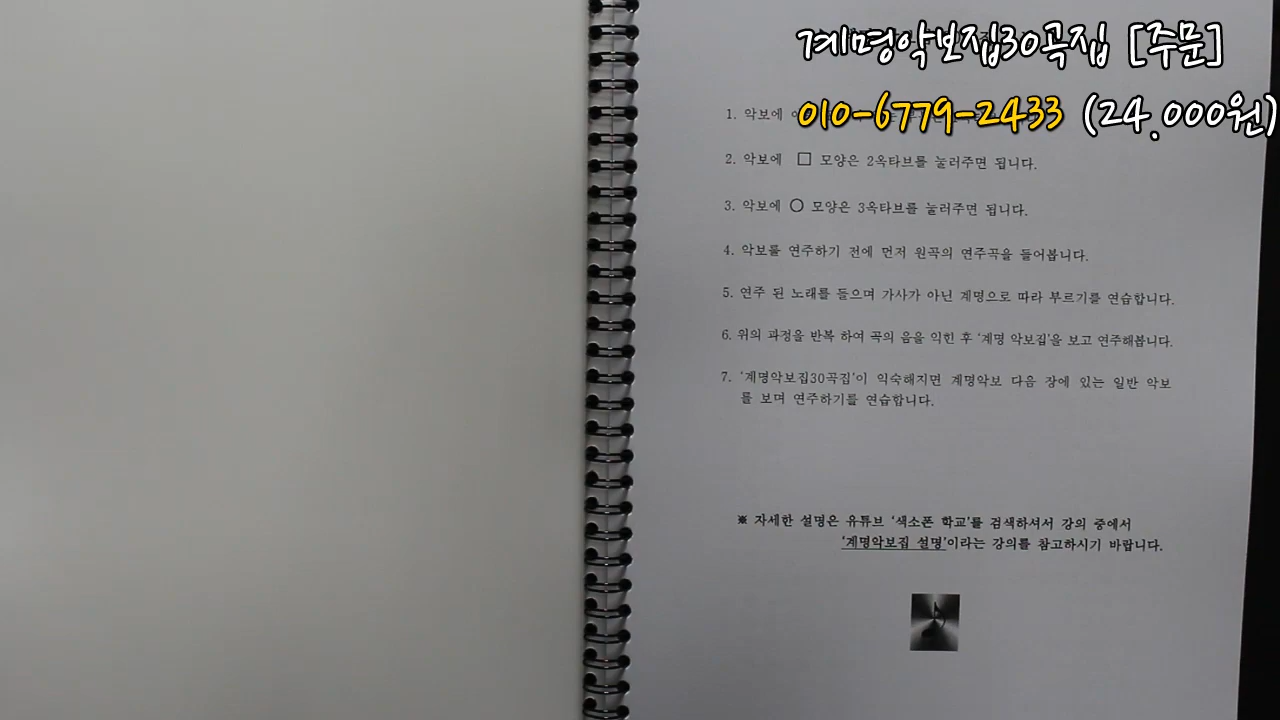 계명악보집30곡집 [주문]
010-6779-2433 (24.000원)
1. 악보에
2. 악보에 □ 모양은 2옥타브를 눌러주면 됩니다.
3. 악보에 ○ 모양은 3옥타브를 눌러주면 됩니다.
4. 악보를 연주하기 전에 먼저 원곡의 연주곡을 들어봅니다.
5. 연주 된 노래를 들으며 가사가 아닌 계명으로 따라 부르기를 연습합니다.
6. 위의 과정을 반복 하여 곡의 음을 익힌 후 '계명 악보집'을 보고 연주해봅니다.
7. '계명악보집30곡집'이 익숙해지면 계명악보 다음 장에 있는 일반 악보
를 보며 연주하기를 연습합니다.
※ 자세한 설명은 유튜브 '색소폰 학교'를 검색하셔서 강의 중에서
'계명악보집 설명'이라는 강의를 참고하시기 바랍니다.